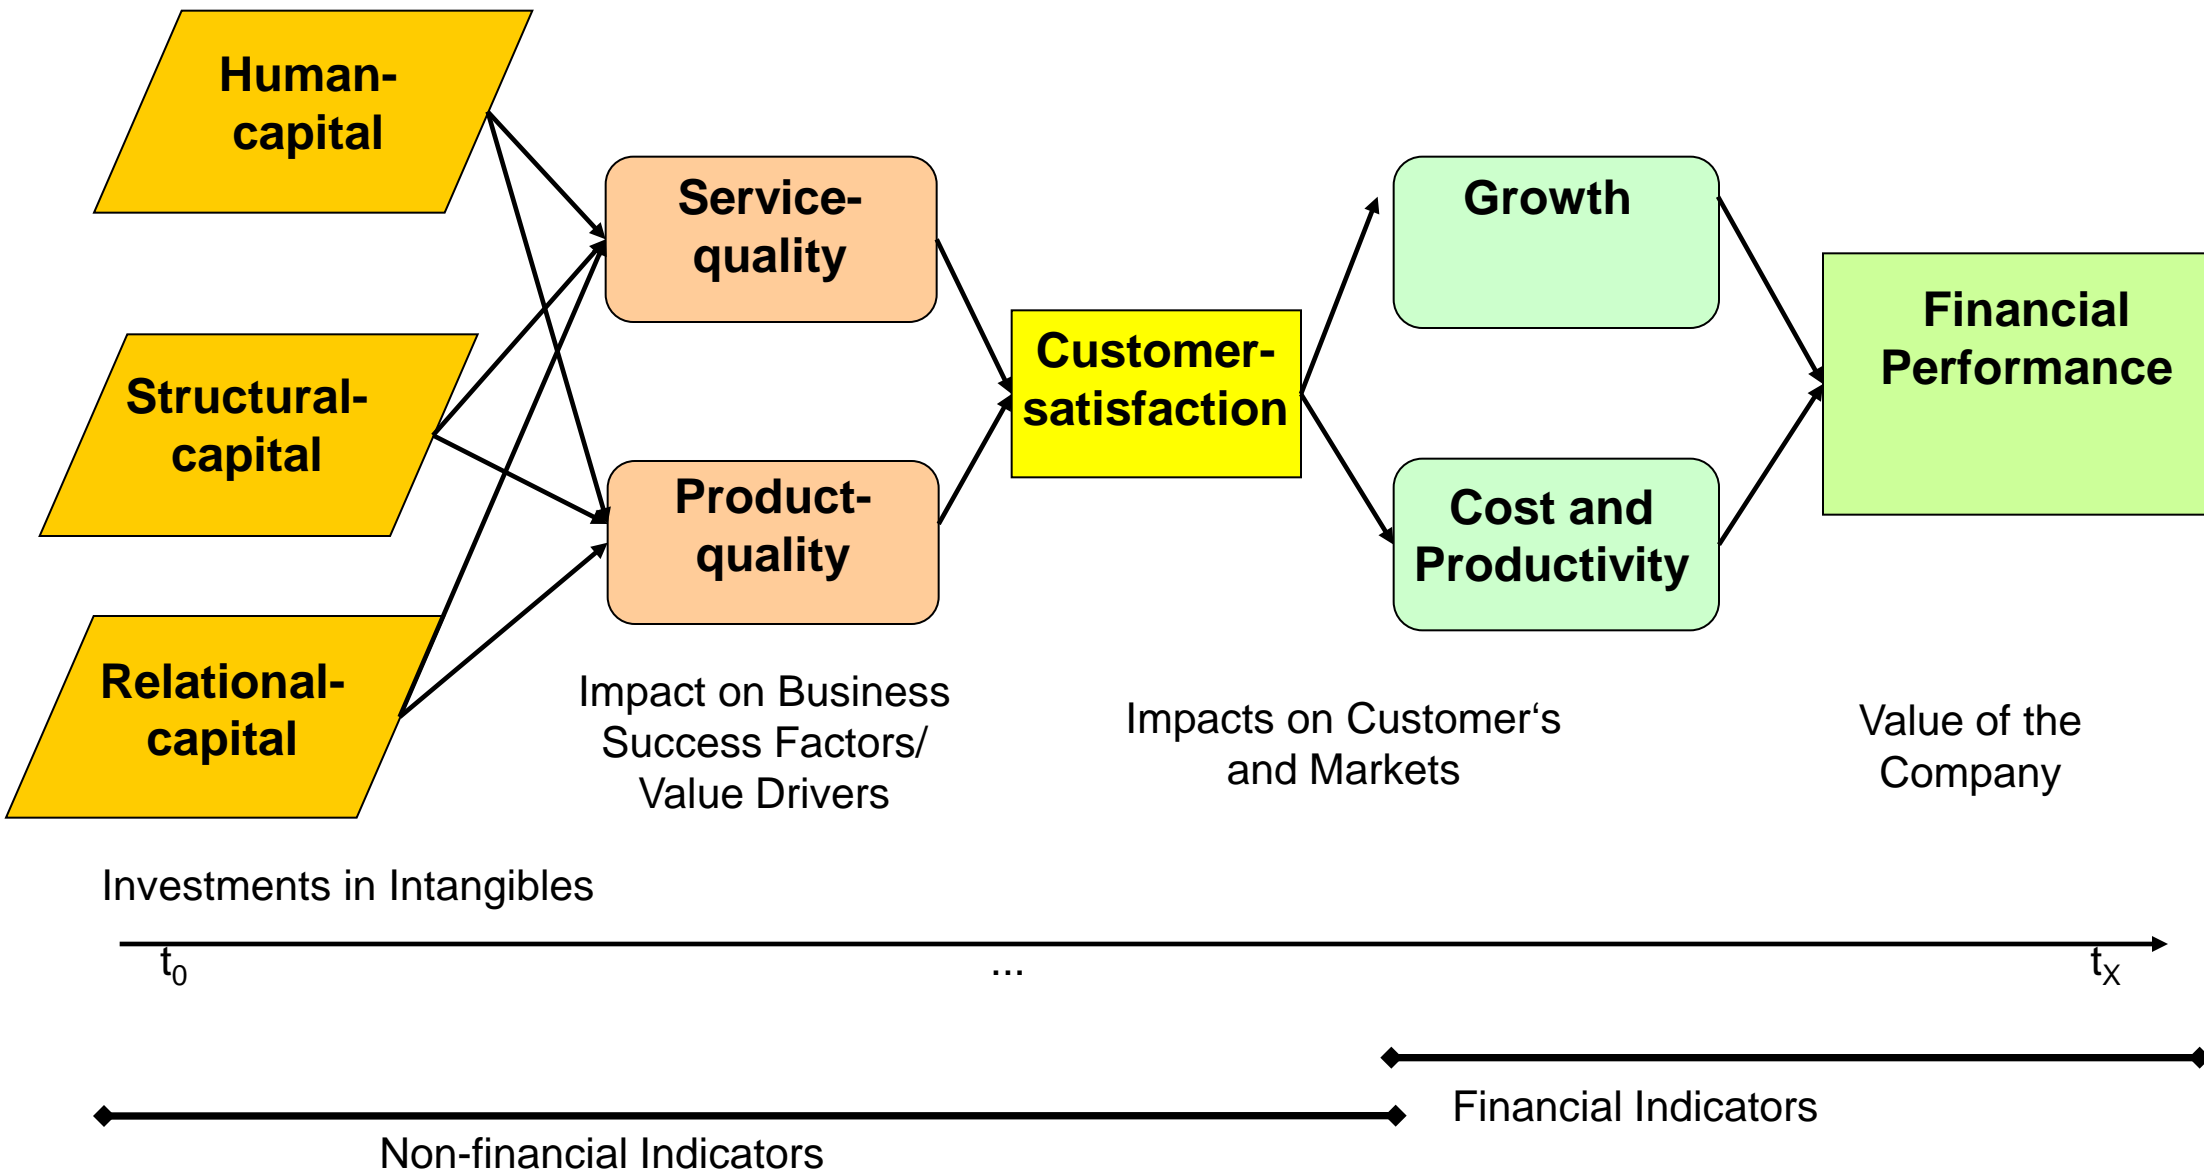 Human-
capital
Structural-
capital
Relational-
capital
Service-
quality
Product-
quality
Customer-
satisfaction
Growth
Cost and
Productivity
Financial
Performance
Impact on Business
Success Factors/
Value Drivers
Impacts on Customer‘s
and Markets
Value of the
Company
Investments in Intangibles
t0 ... tX
Financial Indicators
Non-financial Indicators